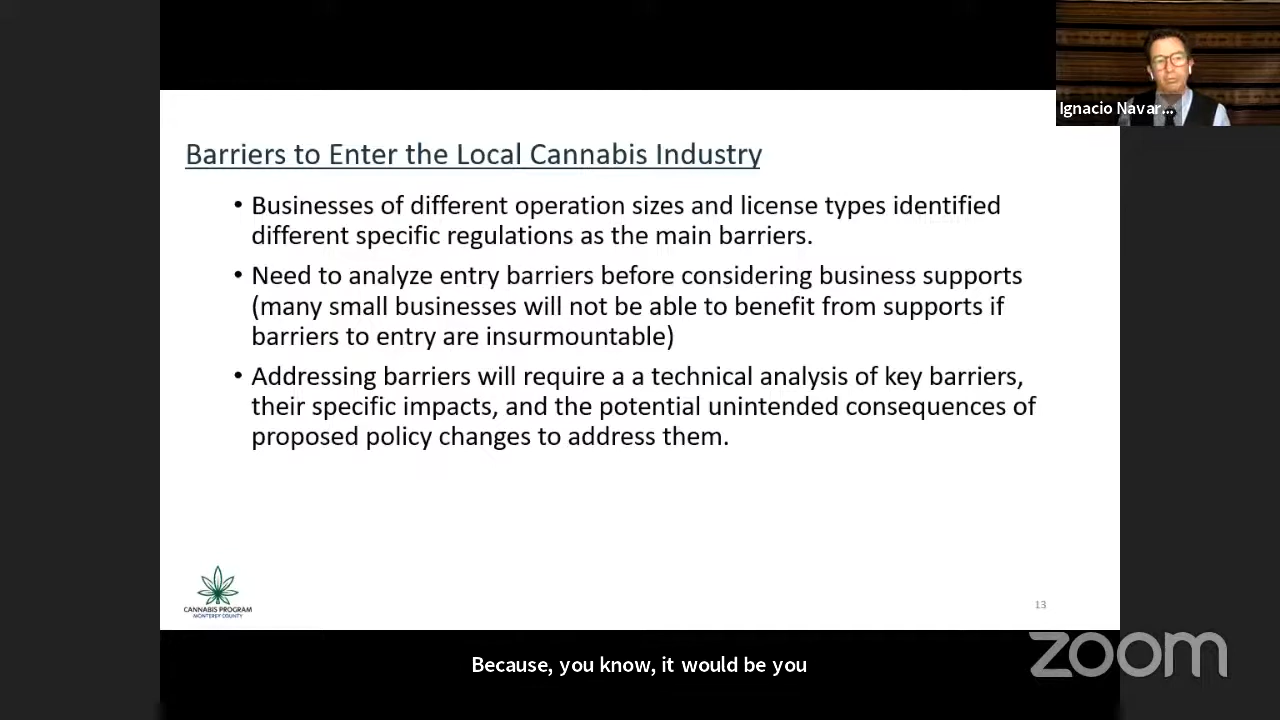 Ignacio Navar...
Barriers to Enter the Local Cannabis Industry
• Businesses of different operation sizes and license types identified
different specific regulations as the main barriers.
• Need to analyze entry barriers before considering business supports
(many small businesses will not be able to benefit from supports if
barriers to entry are insurmountable)
• Addressing barriers will require a a technical analysis of key barriers,
their specific impacts, and the potential unintended consequences of
proposed policy changes to address them.
CANNABIS PROGRAM
MONTEREY COUNTY
13
zoom
Because, you know, it would be you